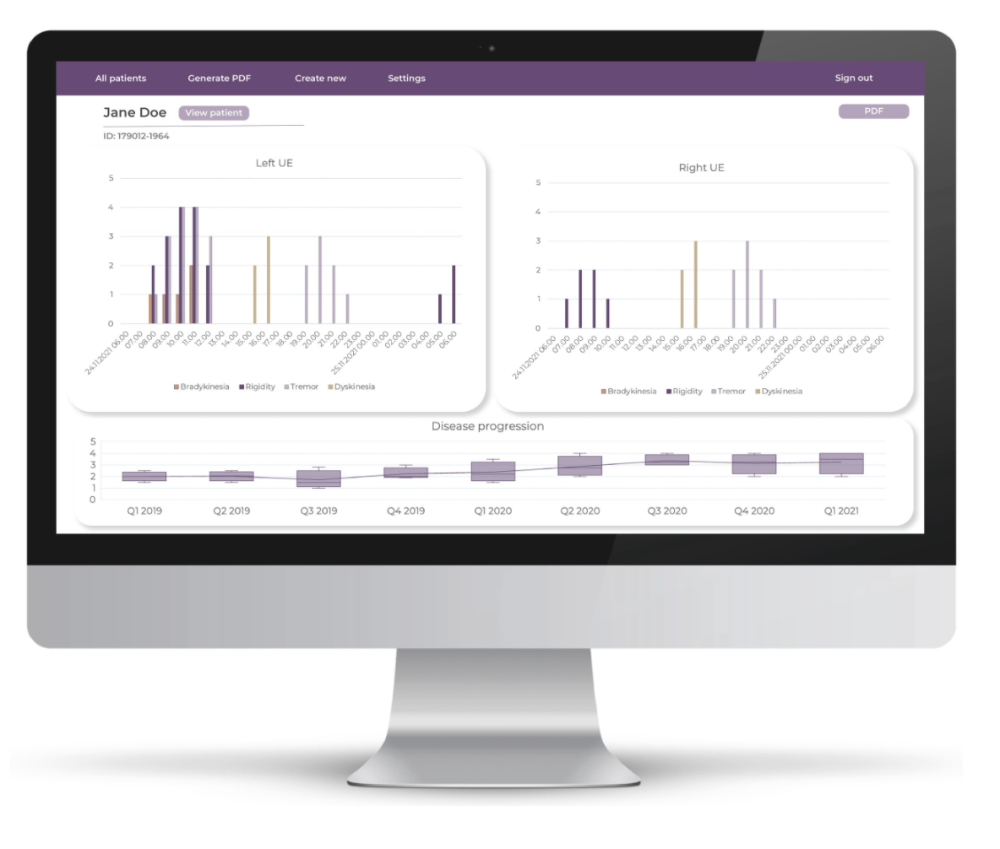 All patients Generate PDF Create new Settings Sign out
Jane Doe View patient PDF
ID: 179012-1964
Left UE
5
4
3
2
1
0
24.11.2021 06.00 07.00 08.00 09.00 10.00 11.00 12.00 13.00 14.00 15.00 16.00 17.00 18.00 19.00 20.00 21.00 22.00 23.00 25.11.2021 00.00 01.00 02.00 03.00 04.00 05.00 06.00
Bradykinesia Rigidity Tremor Dyskinesia
Right UE
5
4
3
2
1
0
24.11.2021 06.00 07.00 08.00 09.00 10.00 11.00 12.00 13.00 14.00 15.00 16.00 17.00 18.00 19.00 20.00 21.00 22.00 23.00 25.11.2021 00.00 01.00 02.00 03.00 04.00 05.00 06.00
Bradykinesia Rigidity Tremor Dyskinesia
Disease progression
5
4
3
2
1
0
Q1 2019 Q2 2019 Q3 2019 Q4 2019 Q1 2020 Q2 2020 Q3 2020 Q4 2020 Q1 2021